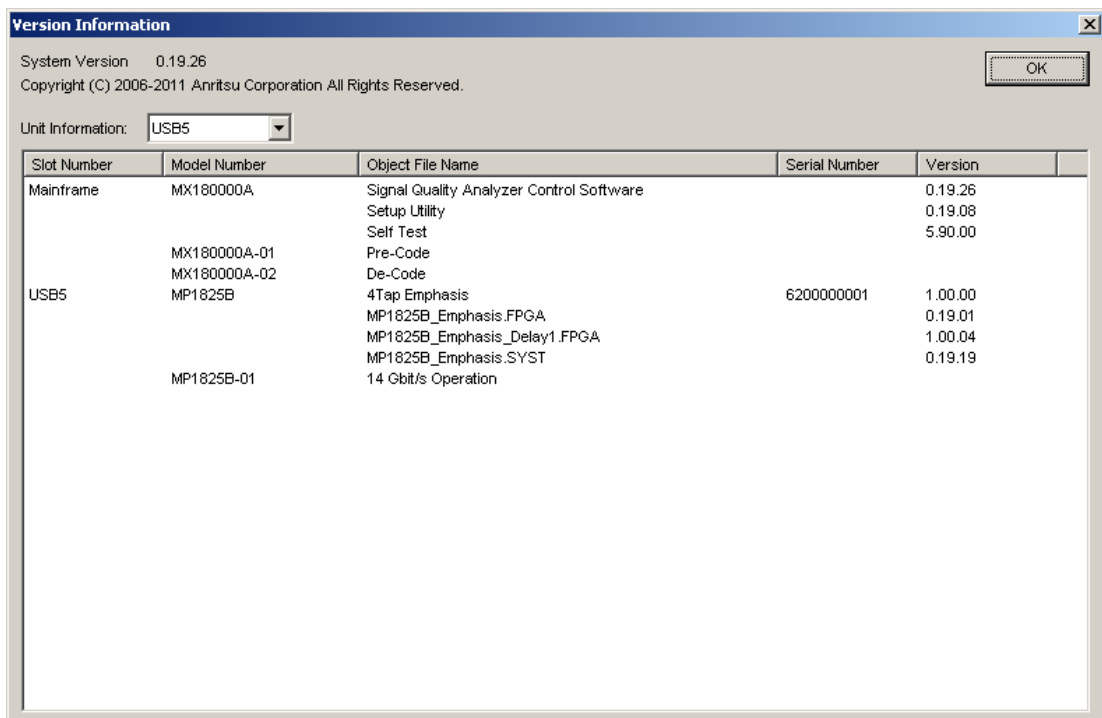 Version Information
System Version 0.19.26
OK
Copyright (C) 2006-2011 Anritsu Corporation All Rights Reserved.
Unit Information: USB5
Slot Number Model Number Object File Name Serial Number Version
Mainframe MX180000A Signal Quality Analyzer Control Software 0.19.26
Setup Utility 0.19.08
Self Test 5.90.00
MX180000A-01 Pre-Code
MX180000A-02 De-Code
USB5 MP1825B 4Tap Emphasis 6200000001 1.00.00
MP1825B_Emphasis.FPGA 0.19.01
MP1825B_Emphasis_Delay1.FPGA 1.00.04
MP1825B_Emphasis.SYST 0.19.19
MP1825B-01 14 Gbit/s Operation